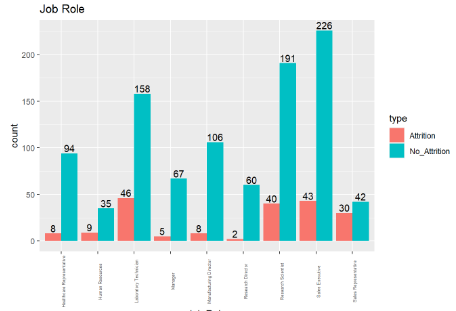 Job Role
226
200
191
158
150
type
106
Attrition
count
100
94
No_Attrition
67
60
50
46
43
42
40
35
30
8
9
5
8
2
0
Healthcare Representative
Human Resources
Laboratory Technician
Manager
Manufacturing Director
Research Director
Research Scientist
Sales Executive
Sales Representative